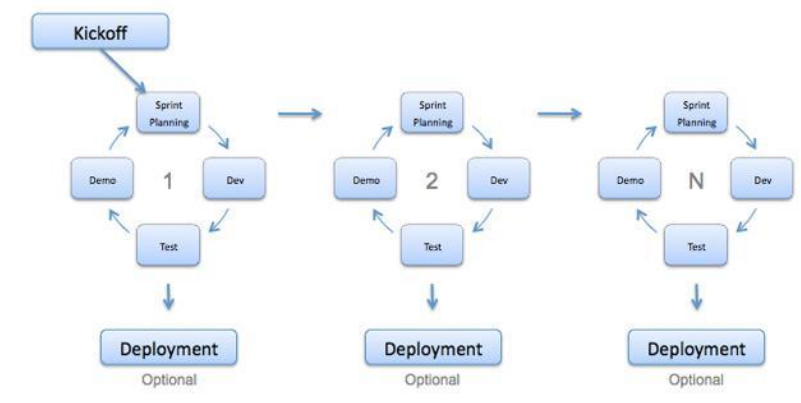 Kickoff
Sprint
Planning
Demo
1
Dev
Test
Deployment
Optional
Sprint
Planning
Demo
2
Dev
Test
Deployment
Optional
Sprint
Planning
Demo
N
Dev
Test
Deployment
Optional